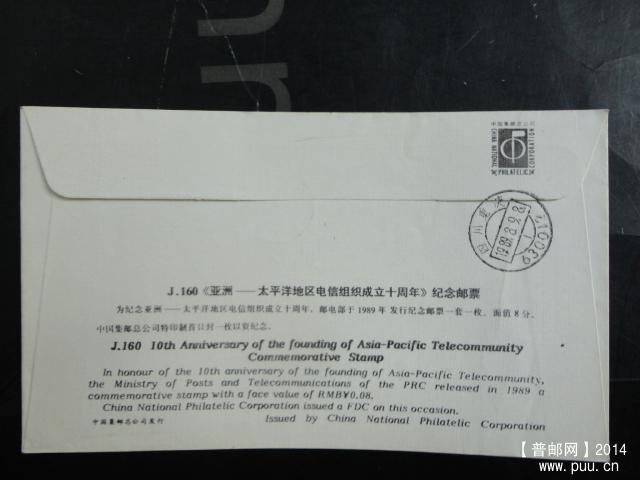 中国集邮总公司
CHINA NATIONAL
PHILATELIC
CORPORATION
四川
1989.8.9.8
J.160《亚洲——太平洋地区电信组织成立十周年》纪念邮票
为纪念亚洲——太平洋地区电信组织成立十周年，邮电部于1989年发行纪念邮票一套一枚。面值8分。
中国集邮总公司特印制首日封一枚以资纪念。
J.160 10th Anniversary of the founding of Asia-Pacific Telecommunity
Commemorative Stamp
In honour of the 10th anniversary of the founding of Asia-Pacific Telecommunity,
the Ministry of Posts and Telecommunications of the PRC released in 1989 a
commemorative stamp with a face value of RMB¥0.08.
China National Philatelic Corporation issued a FDC on this occasion.
中国集邮总公司发行 Issued by China National Philatelic Corporation
【普邮网】2014
www.puu.cn